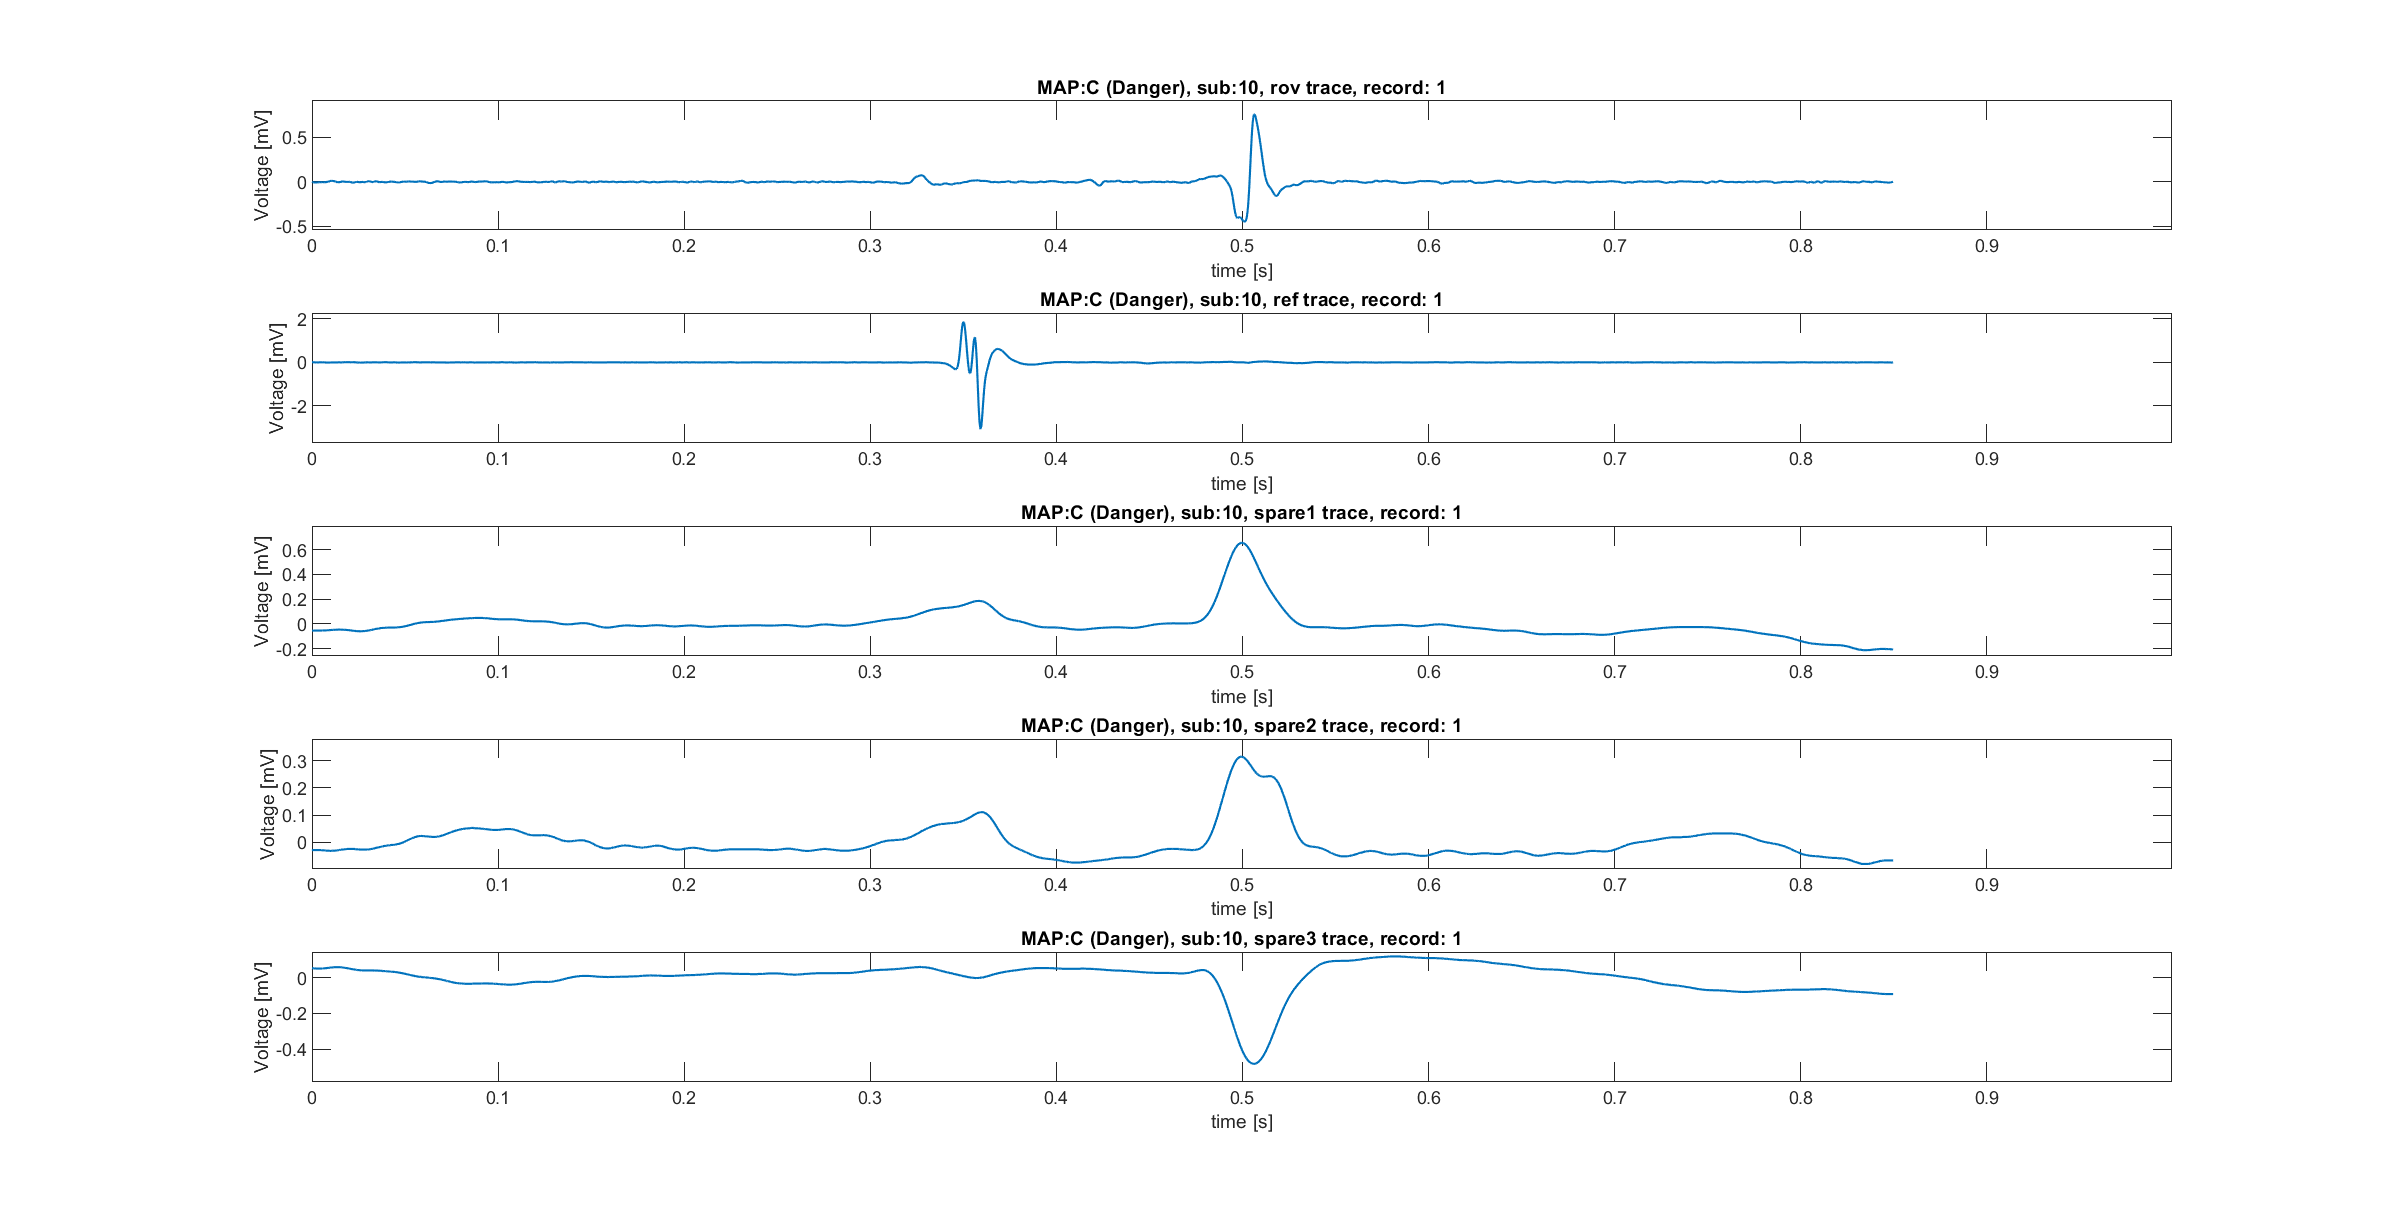 MAP:C (Danger), sub:10, rov trace, record: 1
Voltage [mV]
0.5
0
-0.5
0 0.1 0.2 0.3 0.4 0.5 0.6 0.7 0.8 0.9
time [s]
MAP:C (Danger), sub:10, ref trace, record: 1
Voltage [mV]
2
0
-2
0 0.1 0.2 0.3 0.4 0.5 0.6 0.7 0.8 0.9
time [s]
MAP:C (Danger), sub:10, spare1 trace, record: 1
Voltage [mV]
0.6
0.4
0.2
0
-0.2
0 0.1 0.2 0.3 0.4 0.5 0.6 0.7 0.8 0.9
time [s]
MAP:C (Danger), sub:10, spare2 trace, record: 1
Voltage [mV]
0.3
0.2
0.1
0
0 0.1 0.2 0.3 0.4 0.5 0.6 0.7 0.8 0.9
time [s]
MAP:C (Danger), sub:10, spare3 trace, record: 1
Voltage [mV]
0
-0.2
-0.4
0 0.1 0.2 0.3 0.4 0.5 0.6 0.7 0.8 0.9
time [s]